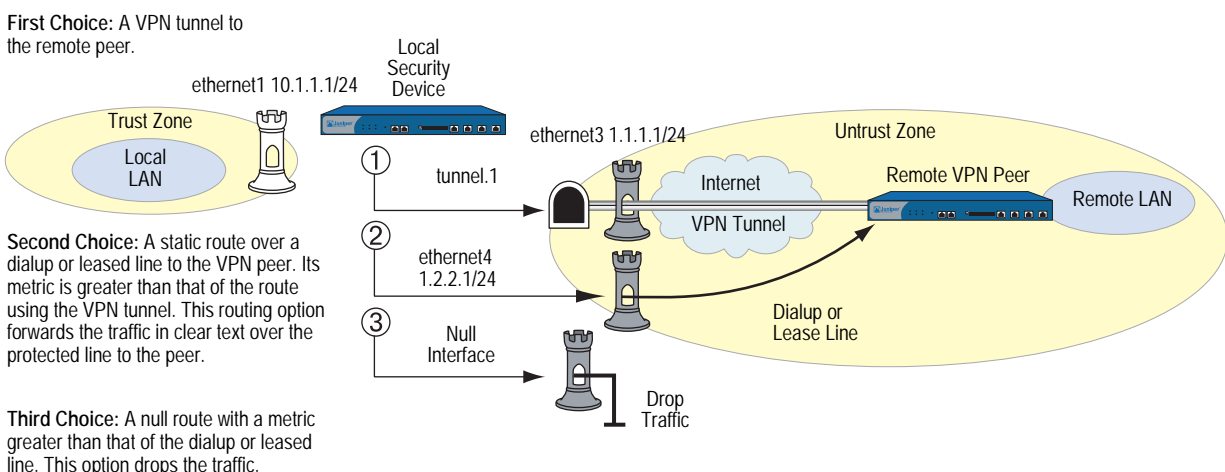 First Choice: A VPN tunnel to
the remote peer.
Local
Security
Device
ethernet1 10.1.1.1/24
Trust Zone
Local
LAN
Juniper
ethernet3 1.1.1.1/24
Untrust Zone
①
tunnel.1
Internet
VPN Tunnel
Remote VPN Peer
Juniper
Remote LAN
Second Choice: A static route over a
dialup or leased line to the VPN peer. Its
metric is greater than that of the route
using the VPN tunnel. This routing option
forwards the traffic in clear text over the
protected line to the peer.
②
ethernet4
1.2.2.1/24
Dialup or
Lease Line
③
Null
Interface
Drop
Traffic
Third Choice: A null route with a metric
greater than that of the dialup or leased
line. This option drops the traffic.